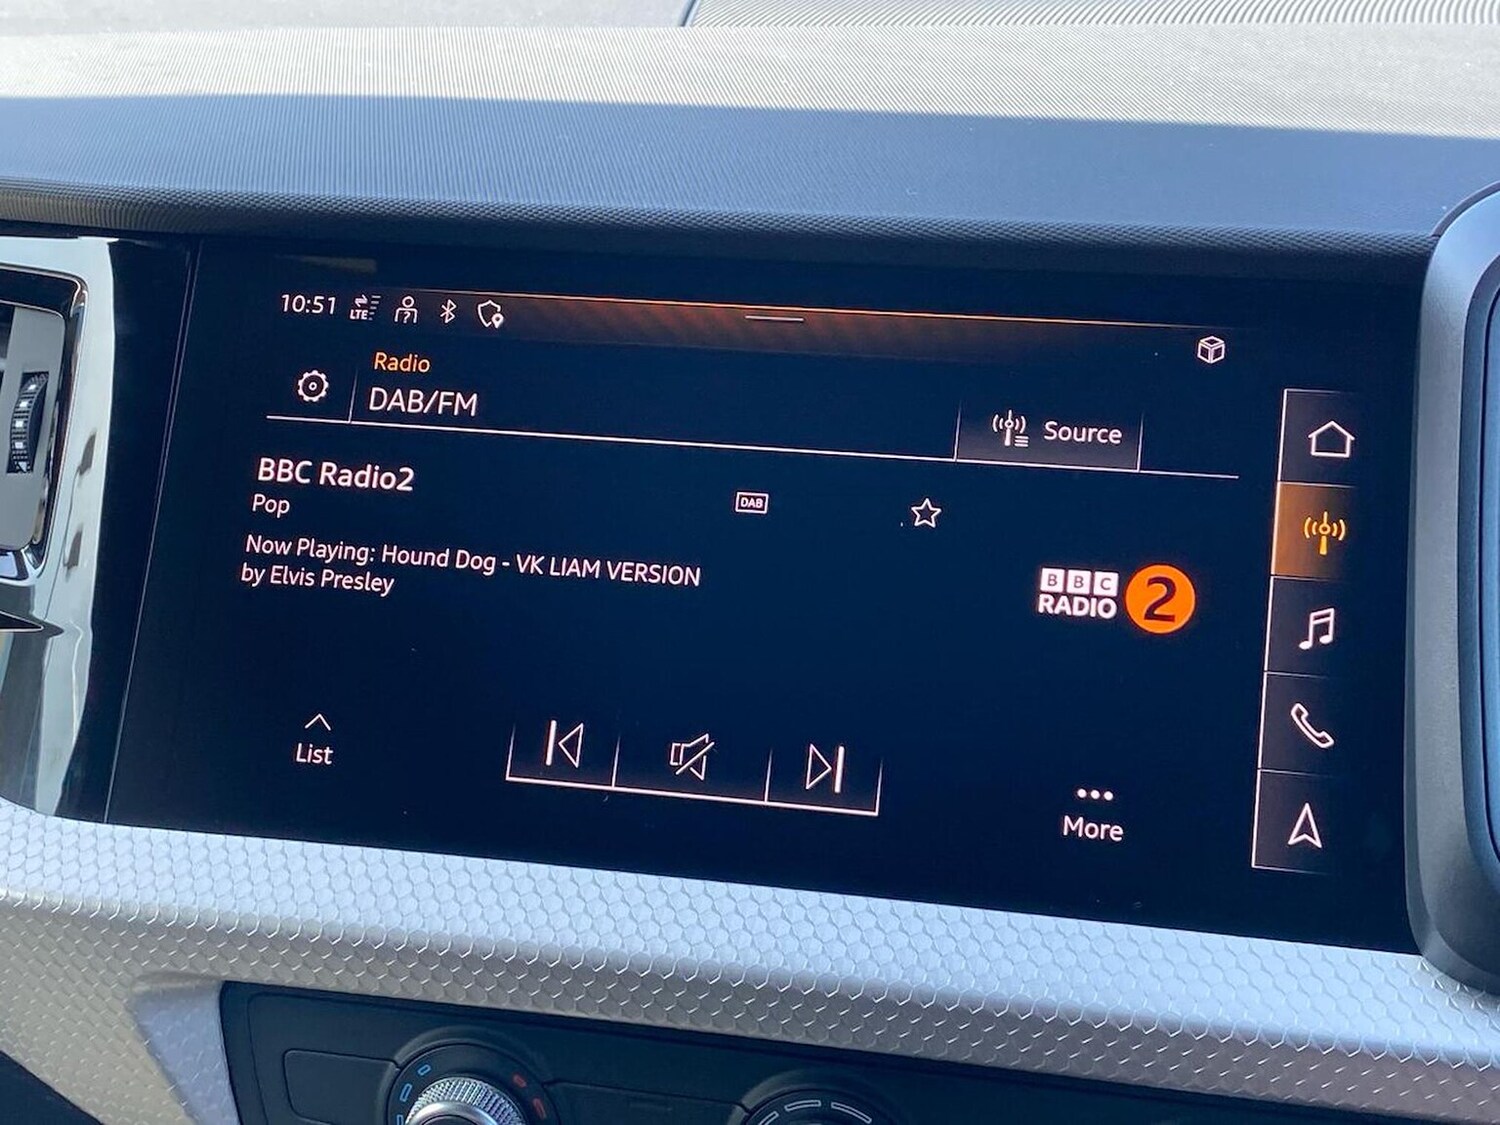 10:51
LTE
Radio
DAB/FM
Source
BBC Radio2
Pop
DAB
Now Playing: Hound Dog - VK LIAM VERSION
by Elvis Presley
BBC
RADIO 2
List
More